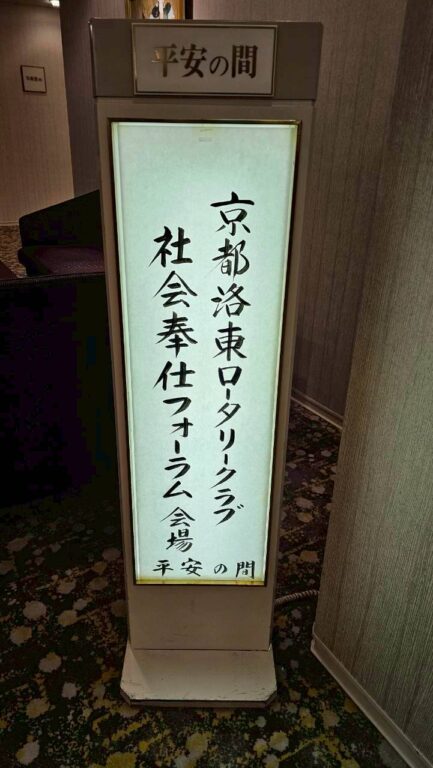 平安の間
京都洛東ロータリークラブ
社会奉仕フォーラム会場
平安の間